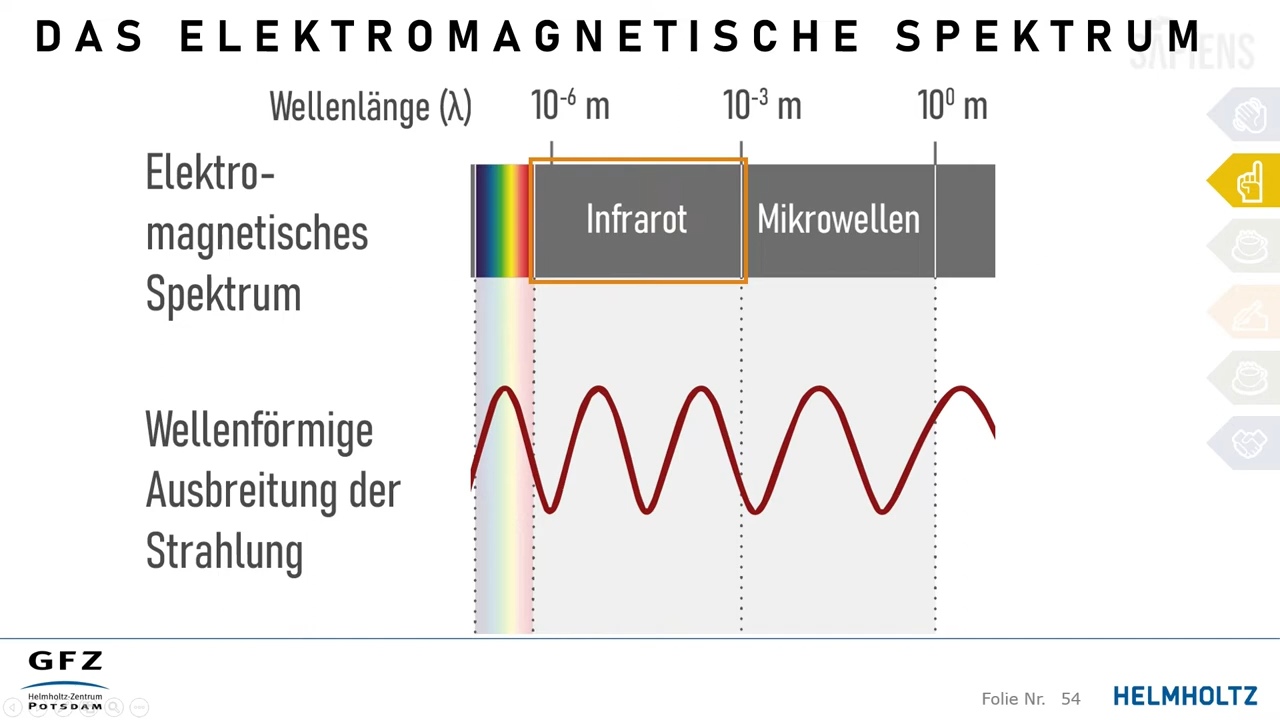 DAS ELEKTROMAGNETISCHE SPEKTRUM
SAPIENS
Wellenlänge (λ) 10⁻⁶ m 10⁻³ m 10⁰ m
Elektro-
magnetisches
Spektrum
Infrarot Mikrowellen
Wellenförmige
Ausbreitung der
Strahlung
GFZ
Helmholtz-Zentrum
POTSDAM
Folie Nr. 54
HELMHOLTZ